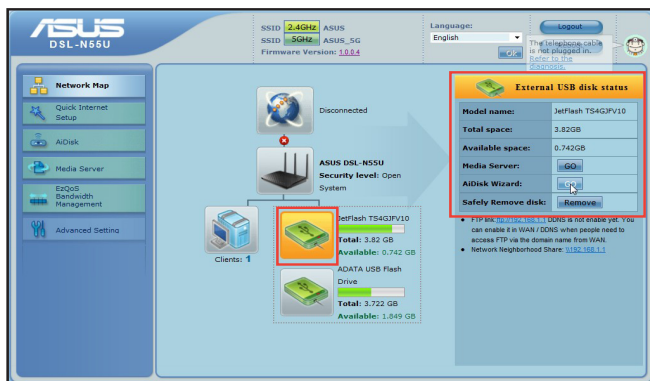 ASUS
DSL-N55U
SSID 2.4GHz ASUS
SSID 5GHz ASUS_5G
Firmware Version: 1.0.0.4
Language:
English
Ok
Logout
The telephone cable
is not plugged in.
Refer to the
diagnosis.
Network Map
Quick Internet
Setup
AiDisk
Media Server
EzQoS
Bandwidth
Management
Advanced Setting
Disconnected
ASUS DSL-N55U
Security level: Open
System
Clients: 1
JetFlash TS4GJFV10
Total: 3.82 GB
Available: 0.742 GB
ADATA USB Flash
Drive
Total: 3.722 GB
Available: 1.849 GB
External USB disk status
Model name: JetFlash TS4GJFV10
Total space: 3.82GB
Available space: 0.742GB
Media Server: GO
AiDisk Wizard: GO
Safely Remove disk: Remove
FTP link: ftp://192.168.1.1 DDNS is not enable yet. You
can enable it in WAN / DDNS when people need to
access FTP via the domain name from WAN.
Network Neighborhood Share: \\192.168.1.1